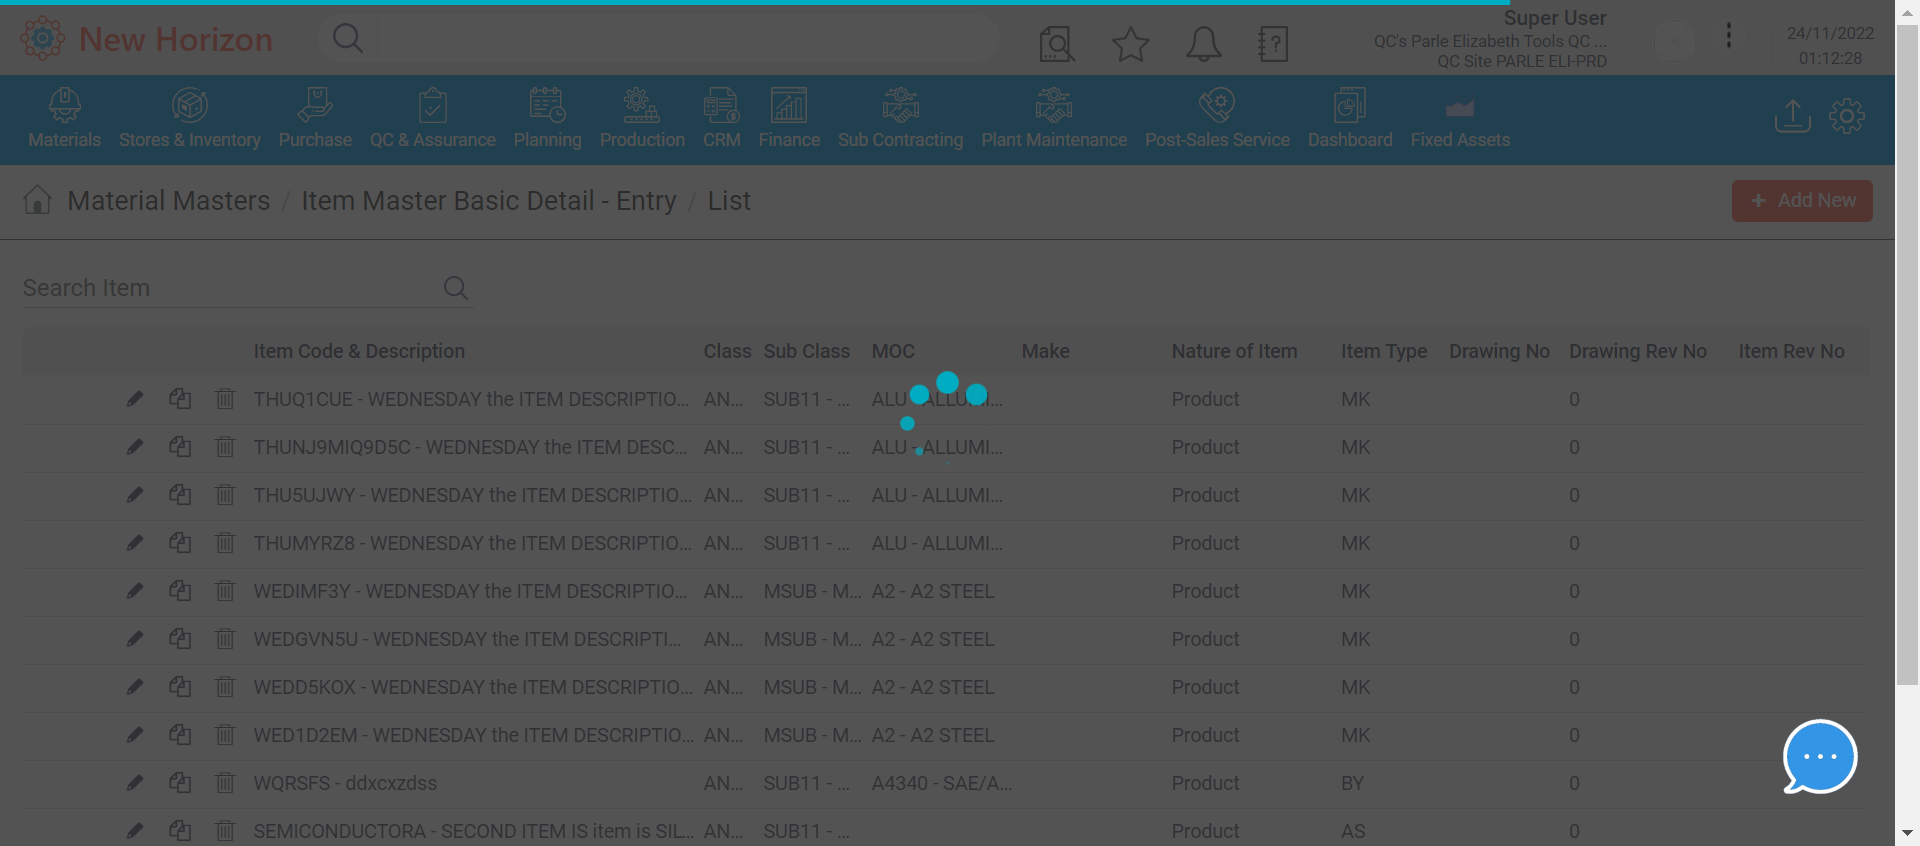 New Horizon
Super User
QC's Parle Elizabeth Tools QC ...
QC Site PARLE ELI-PRD
24/11/2022
01:12:28
Materials Stores & Inventory Purchase QC & Assurance Planning Production CRM Finance Sub Contracting Plant Maintenance Post-Sales Service Dashboard Fixed Assets
Material Masters / Item Master Basic Detail - Entry / List
+ Add New
Search Item
Item Code & Description Class Sub Class MOC Make Nature of Item Item Type Drawing No Drawing Rev No Item Rev No
THUQ1CUE - WEDNESDAY the ITEM DESCRIPTIO... AN... SUB11 - ... ALU - ALLUMI... Product MK 0
THUNJ9MIQ9D5C - WEDNESDAY the ITEM DESC... AN... SUB11 - ... ALU - ALLUMI... Product MK 0
THU5UJWY - WEDNESDAY the ITEM DESCRIPTIO... AN... SUB11 - ... ALU - ALLUMI... Product MK 0
THUMYRZ8 - WEDNESDAY the ITEM DESCRIPTIO... AN... SUB11 - ... ALU - ALLUMI... Product MK 0
WEDIMF3Y - WEDNESDAY the ITEM DESCRIPTIO... AN... MSUB - M... A2 - A2 STEEL Product MK 0
WEDGVN5U - WEDNESDAY the ITEM DESCRIPTI... AN... MSUB - M... A2 - A2 STEEL Product MK 0
WEDD5KOX - WEDNESDAY the ITEM DESCRIPTIO... AN... MSUB - M... A2 - A2 STEEL Product MK 0
WED1D2EM - WEDNESDAY the ITEM DESCRIPTIO... AN... MSUB - M... A2 - A2 STEEL Product MK 0
WQRSFS - ddxcxzdss AN... SUB11 - ... A4340 - SAE/A... Product BY 0
SEMICONDUCTORA - SECOND ITEM IS item is SIL... AN... SUB11 - ... Product AS 0